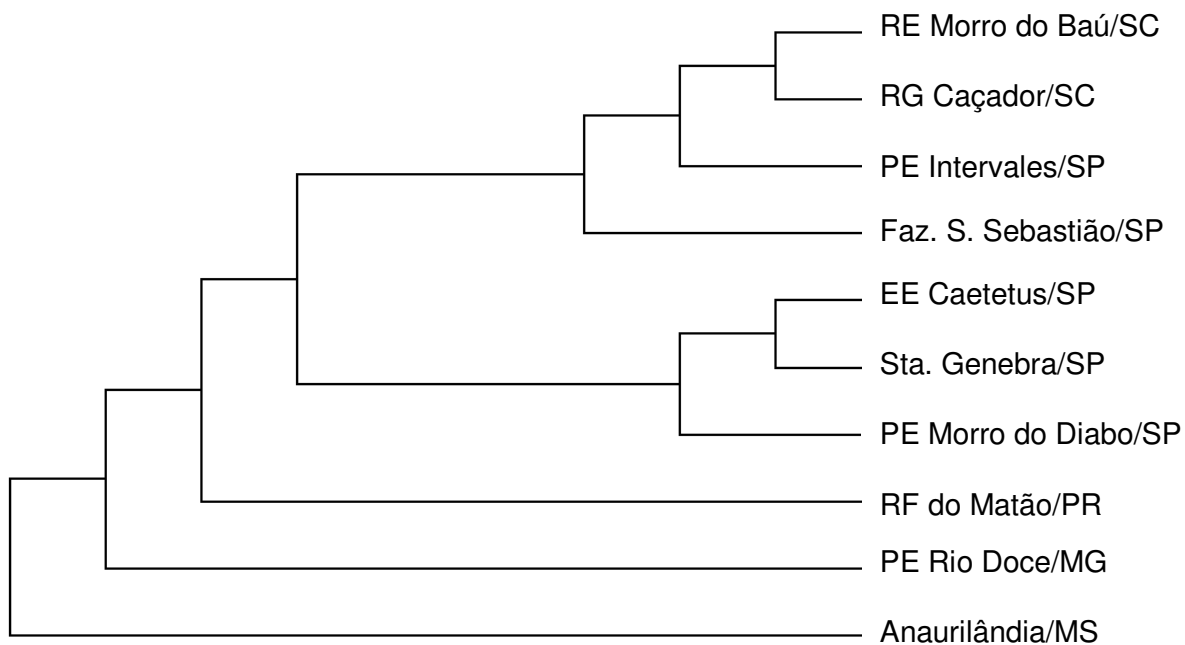 RE Morro do Baú/SC
RG Caçador/SC
PE Intervales/SP
Faz. S. Sebastião/SP
EE Caetetus/SP
Sta. Genebra/SP
PE Morro do Diabo/SP
RF do Matão/PR
PE Rio Doce/MG
Anaurilândia/MS